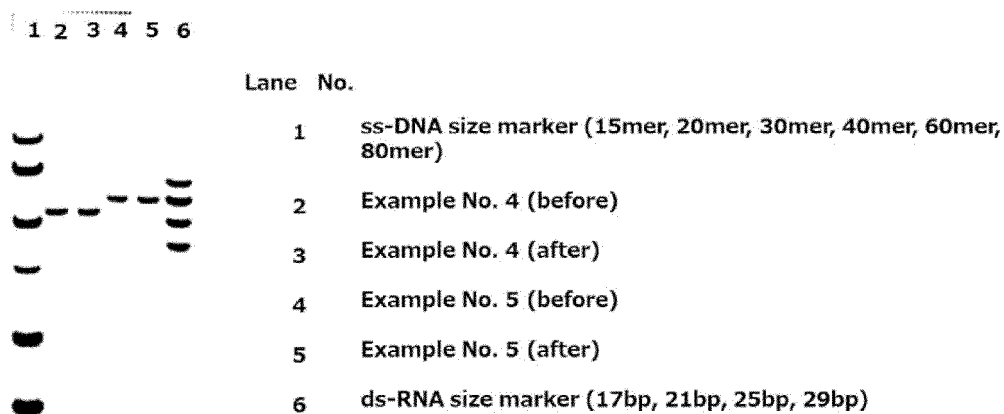 1 2 3 4 5 6
Lane No.
1 ss-DNA size marker (15mer, 20mer, 30mer, 40mer, 60mer,
80mer)
2 Example No. 4 (before)
3 Example No. 4 (after)
4 Example No. 5 (before)
5 Example No. 5 (after)
6 ds-RNA size marker (17bp, 21bp, 25bp, 29bp)